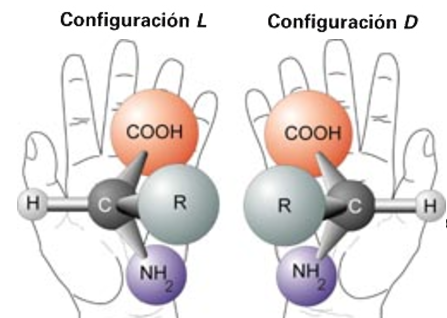 Configuración L Configuración D
COOH COOH
H C R R C H
NH2 NH2